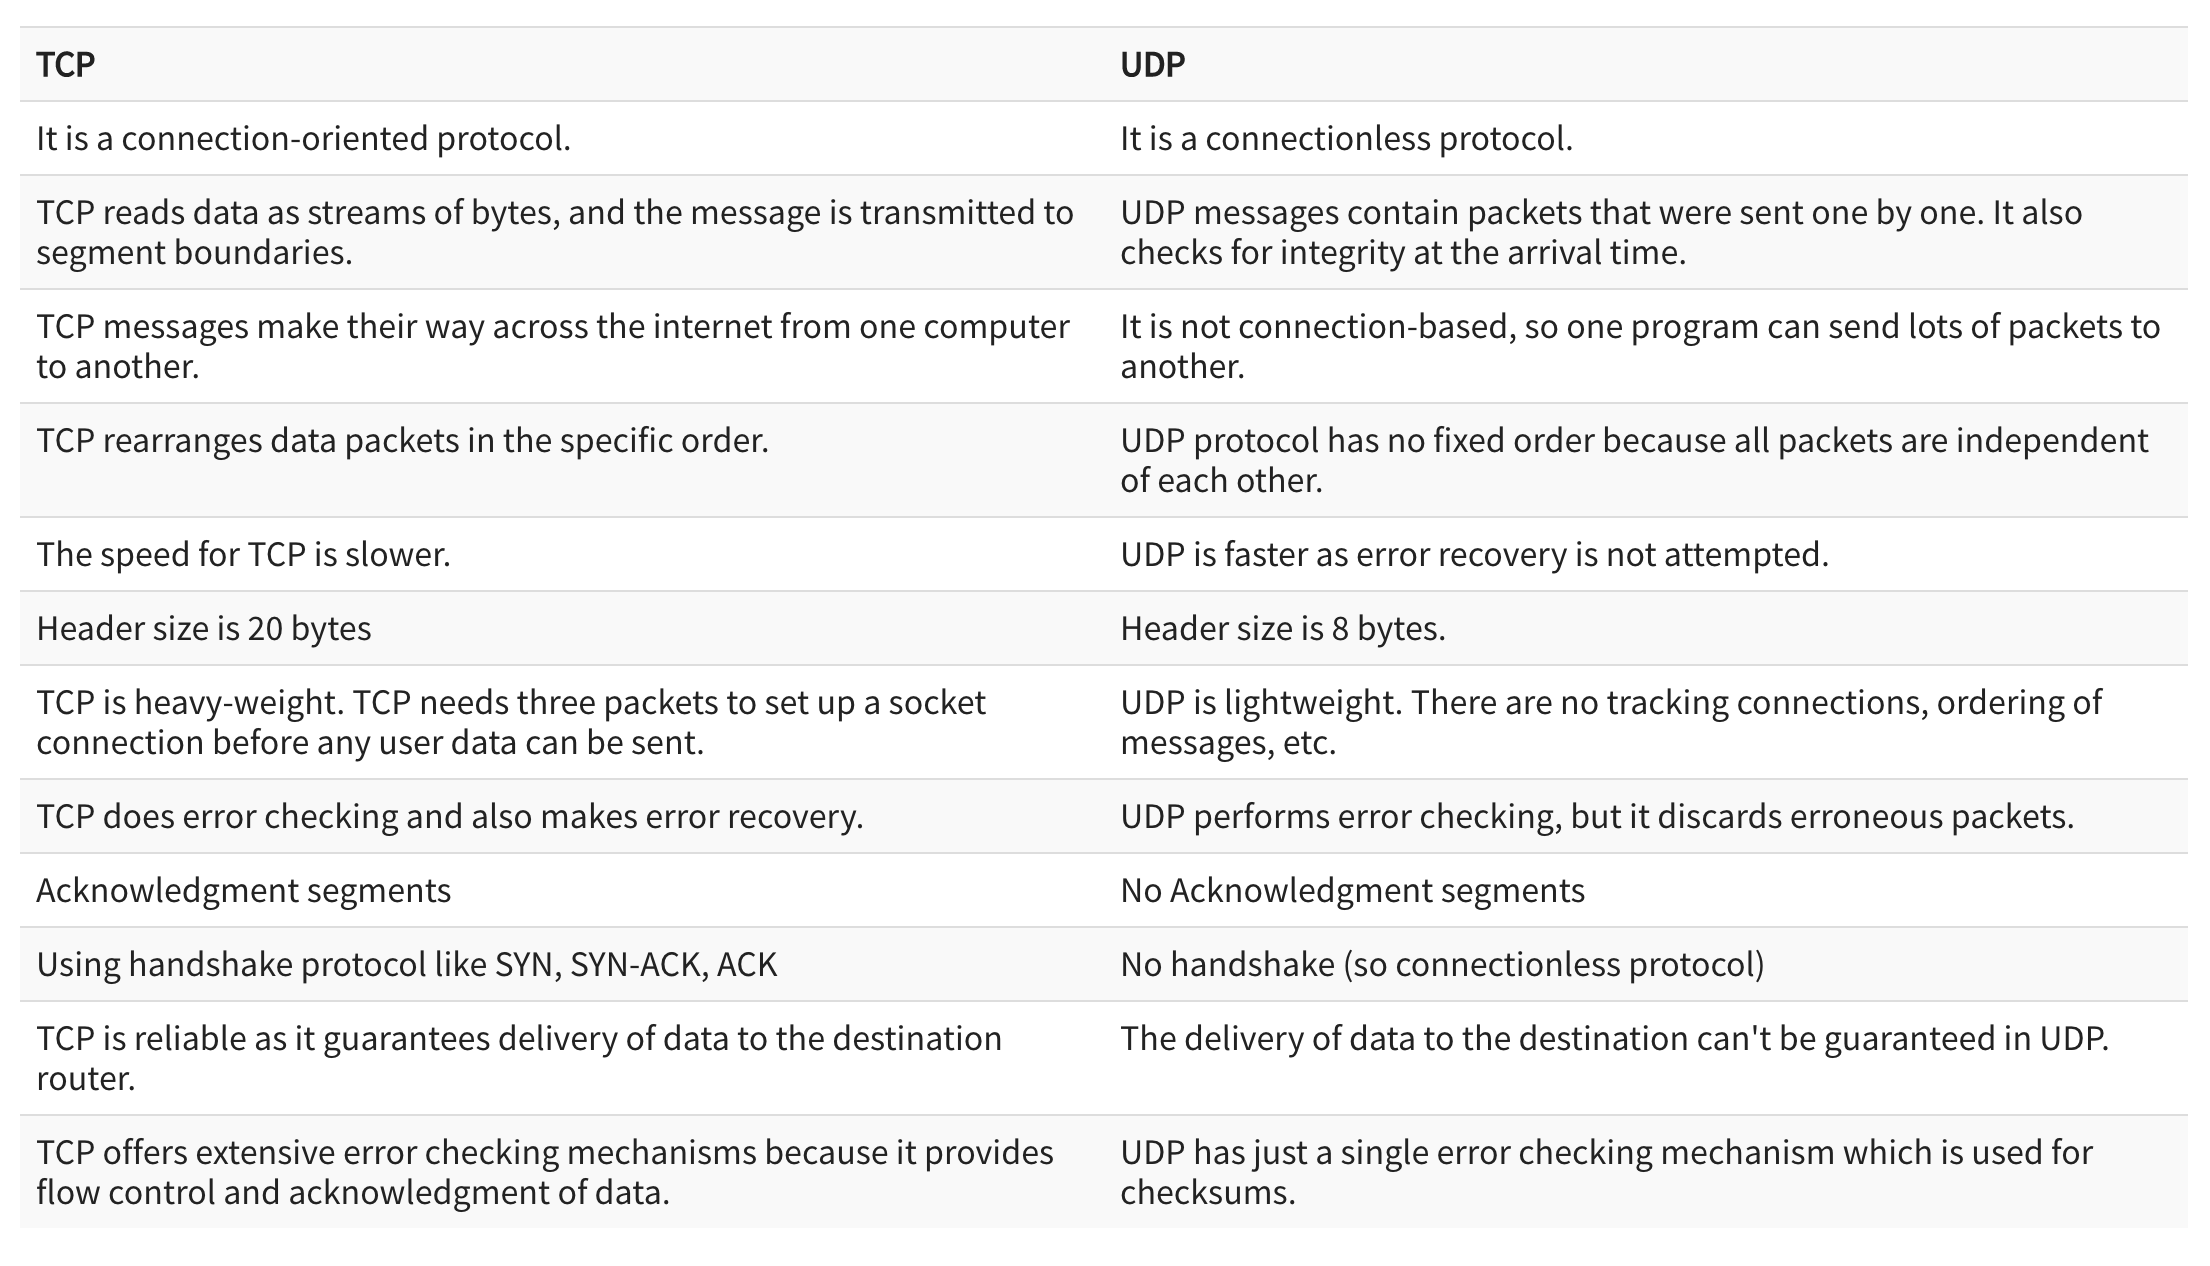 TCP
UDP
It is a connection-oriented protocol.
It is a connectionless protocol.
TCP reads data as streams of bytes, and the message is transmitted to
segment boundaries.
UDP messages contain packets that were sent one by one. It also
checks for integrity at the arrival time.
TCP messages make their way across the internet from one computer
to another.
It is not connection-based, so one program can send lots of packets to
another.
TCP rearranges data packets in the specific order.
UDP protocol has no fixed order because all packets are independent
of each other.
The speed for TCP is slower.
UDP is faster as error recovery is not attempted.
Header size is 20 bytes
Header size is 8 bytes.
TCP is heavy-weight. TCP needs three packets to set up a socket
connection before any user data can be sent.
UDP is lightweight. There are no tracking connections, ordering of
messages, etc.
TCP does error checking and also makes error recovery.
UDP performs error checking, but it discards erroneous packets.
Acknowledgment segments
No Acknowledgment segments
Using handshake protocol like SYN, SYN-ACK, ACK
No handshake (so connectionless protocol)
TCP is reliable as it guarantees delivery of data to the destination
router.
The delivery of data to the destination can't be guaranteed in UDP.
TCP offers extensive error checking mechanisms because it provides
flow control and acknowledgment of data.
UDP has just a single error checking mechanism which is used for
checksums.